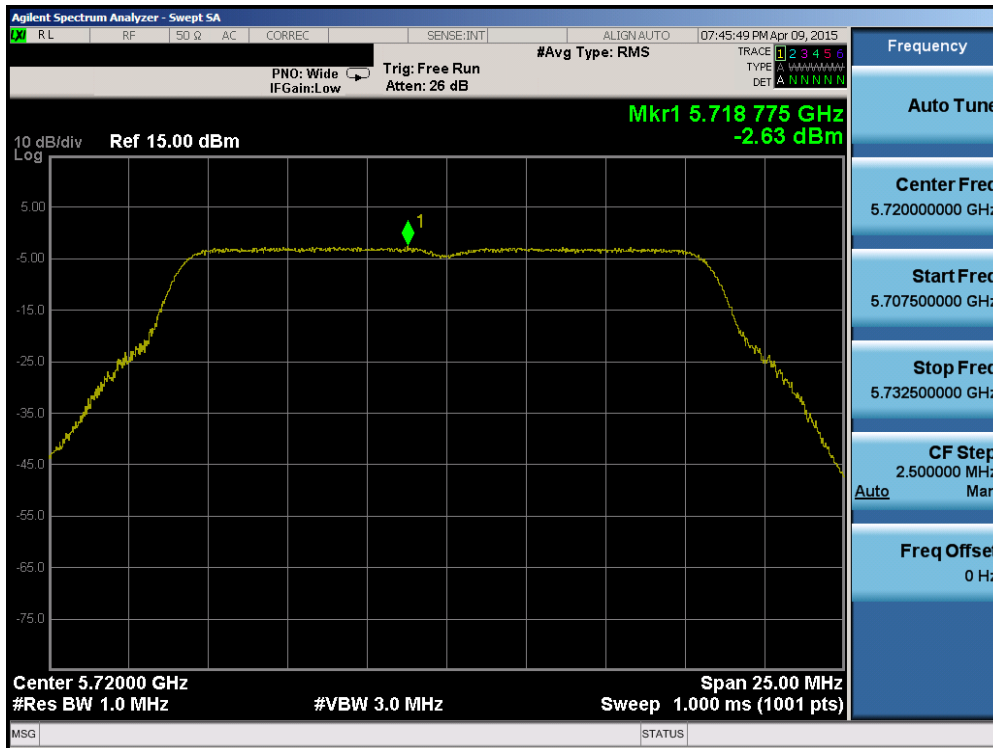 Agilent Spectrum Analyzer - Swept SA
LXI RL RF 50 Ω AC CORREC SENSE:INT ALIGN AUTO 07:45:49 PM Apr 09, 2015
#Avg Type: RMS
TRACE 1 2 3 4 5 6
TYPE A WWWWW
DET A N N N N N
PNO: Wide Trig: Free Run
IFGain:Low Atten: 26 dB
Mkr1 5.718 775 GHz
-2.63 dBm
10 dB/div Ref 15.00 dBm
Log
1
5.00
-5.00
-15.0
-25.0
-35.0
-45.0
-55.0
-65.0
-75.0
Center 5.72000 GHz Span 25.00 MHz
#Res BW 1.0 MHz #VBW 3.0 MHz Sweep 1.000 ms (1001 pts)
MSG STATUS
Frequency
Auto Tune
Center Freq
5.720000000 GHz
Start Freq
5.707500000 GHz
Stop Freq
5.732500000 GHz
CF Step
2.500000 MHz
Auto Man
Freq Offset
0 Hz